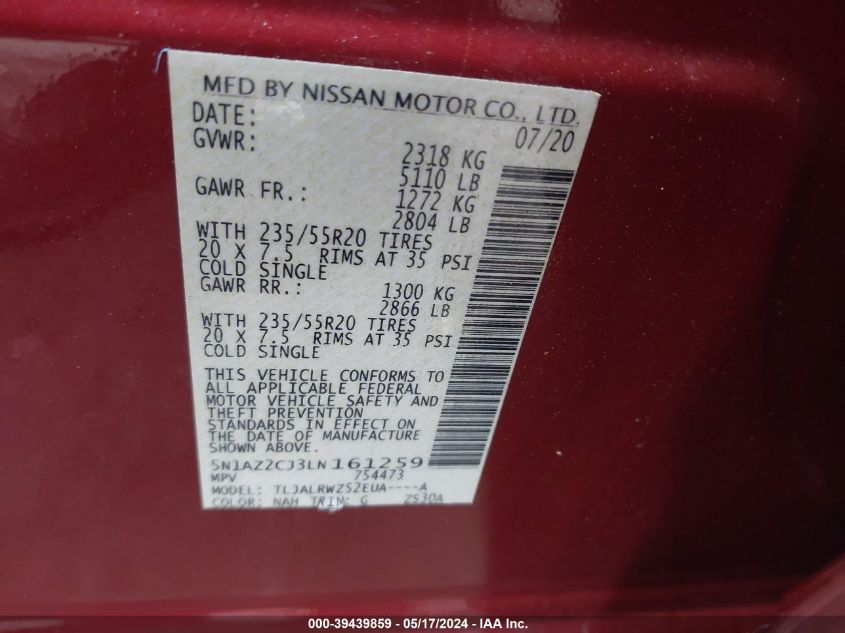 MFD BY NISSAN MOTOR CO., LTD.
DATE: 07/20
GVWR: 2318 KG
5110 LB
GAWR FR.: 1272 KG
2804 LB
WITH 235/55R20 TIRES
20 X 7.5 RIMS AT 35 PSI
COLD SINGLE
GAWR RR.: 1300 KG
2866 LB
WITH 235/55R20 TIRES
20 X 7.5 RIMS AT 35 PSI
COLD SINGLE
THIS VEHICLE CONFORMS TO
ALL APPLICABLE FEDERAL
MOTOR VEHICLE SAFETY AND
THEFT PREVENTION
STANDARDS IN EFFECT ON
THE DATE OF MANUFACTURE
SHOWN ABOVE.
5N1AZ2CJ3LN161259
MPV 754473
MODEL: TLJALRWZ52EUA----A
COLOR: NAH TRIM: G ZS30A
000-39439859 - 05/17/2024 - IAA Inc.